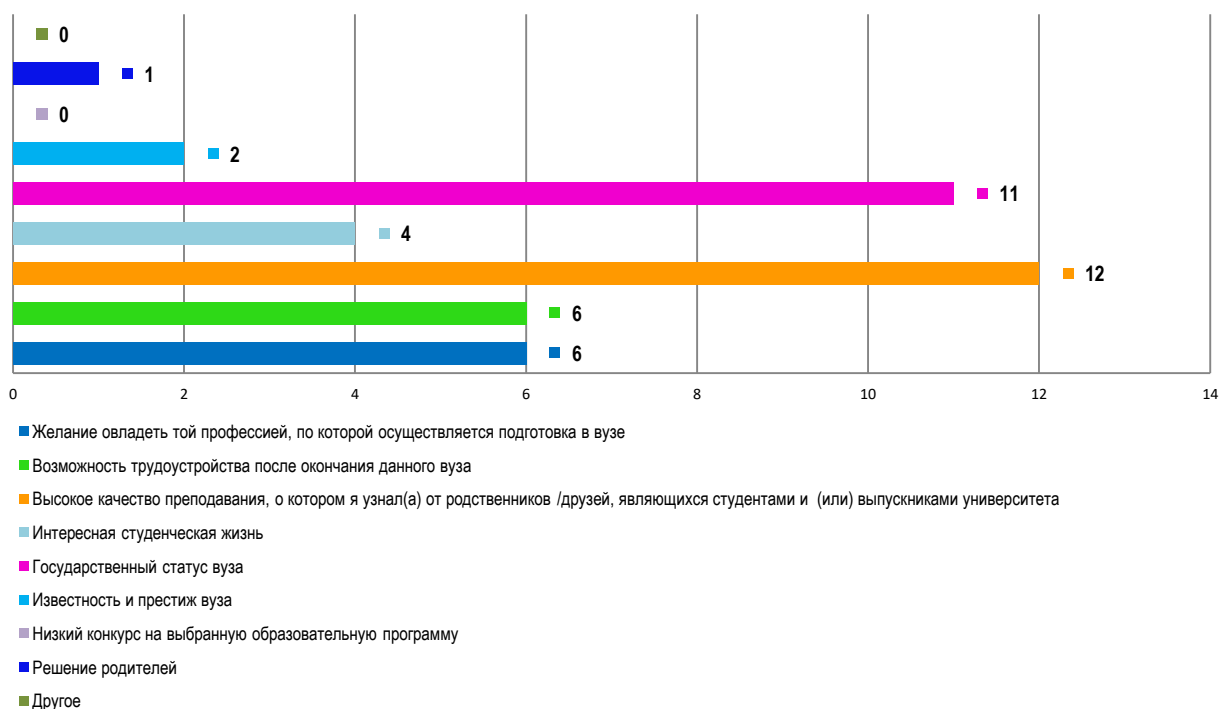 0
1
0
2
11
4
12
6
6
0 2 4 6 8 10 12 14
Желание овладеть той профессией, по которой осуществляется подготовка в вузе
Возможность трудоустройства после окончания данного вуза
Высокое качество преподавания, о котором я узнал(а) от родственников /друзей, являющихся студентами и (или) выпускниками университета
Интересная студенческая жизнь
Государственный статус вуза
Известность и престиж вуза
Низкий конкурс на выбранную образовательную программу
Решение родителей
Другое